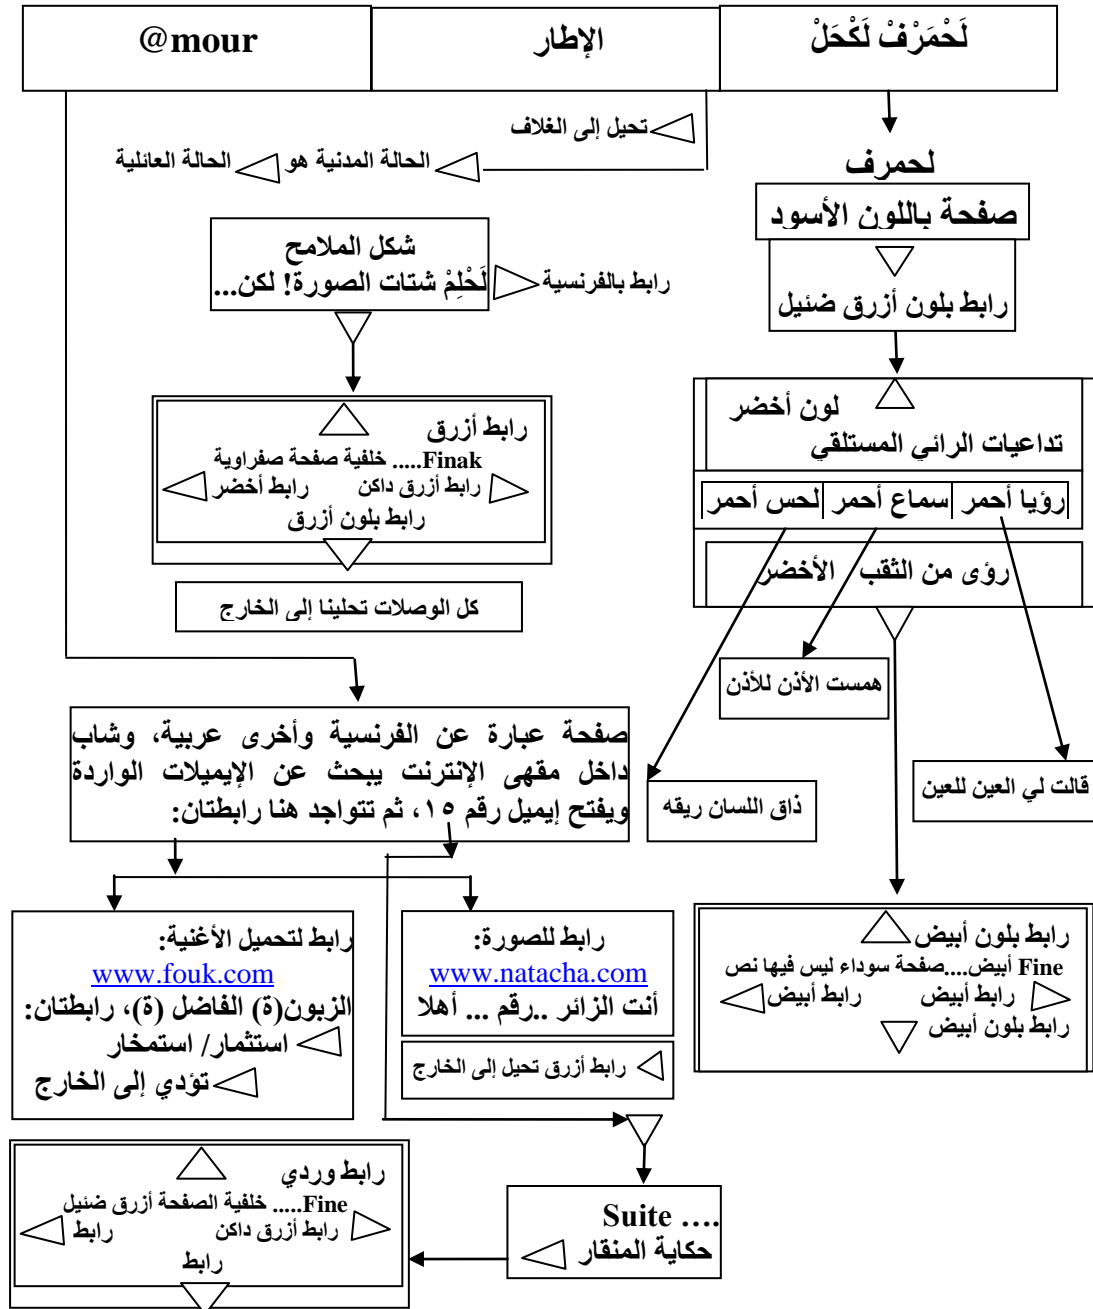 لَحْمَرْفْ لَكْحَلْ
الإطار
@mour
تحيل إلى الغلاف
الحالة المدنية هو
الحالة العائلية
لحمرف
صفحة باللون الأسود
رابط بلون أزرق ضئيل
شكل الملامح
لَحْلِمْ شتات الصورة! لكن...
رابط بالفرنسية
لون أخضر
تداعيات الرائي المستلقي
رؤيا أحمر
سماع أحمر
لحس أحمر
رؤى من الثقب الأخضر
رابط أزرق
Finak..... خلفية صفحة صفراوية
رابط أزرق داكن
رابط أخضر
رابط بلون أزرق
كل الوصلات تحلينا إلى الخارج
همست الأذن للأذن
قالت لي العين للعين
ذاق اللسان ريقه
صفحة عبارة عن الفرنسية وأخرى عربية، وشاب
داخل مقهى الإنترنت يبحث عن الإيميلات الواردة
ويفتح إيميل رقم ١٥، ثم تتواجد هنا رابطتان:
رابط بلون أبيض
Fine أبيض....صفحة سوداء ليس فيها نص
رابط أبيض
رابط أبيض
رابط بلون أبيض
رابط للصورة:
www.natacha.com
أنت الزائر ..رقم ... أهلا
رابط أزرق تحيل إلى الخارج
رابط لتحميل الأغنية:
www.fouk.com
الزبون(ة) الفاضل (ة)، رابطتان:
استثمار/ استمخار
تؤدي إلى الخارج
Suite ....
حكاية المنقار
رابط وردي
Fine..... خلفية الصفحة أزرق ضئيل
رابط أزرق داكن
رابط
رابط